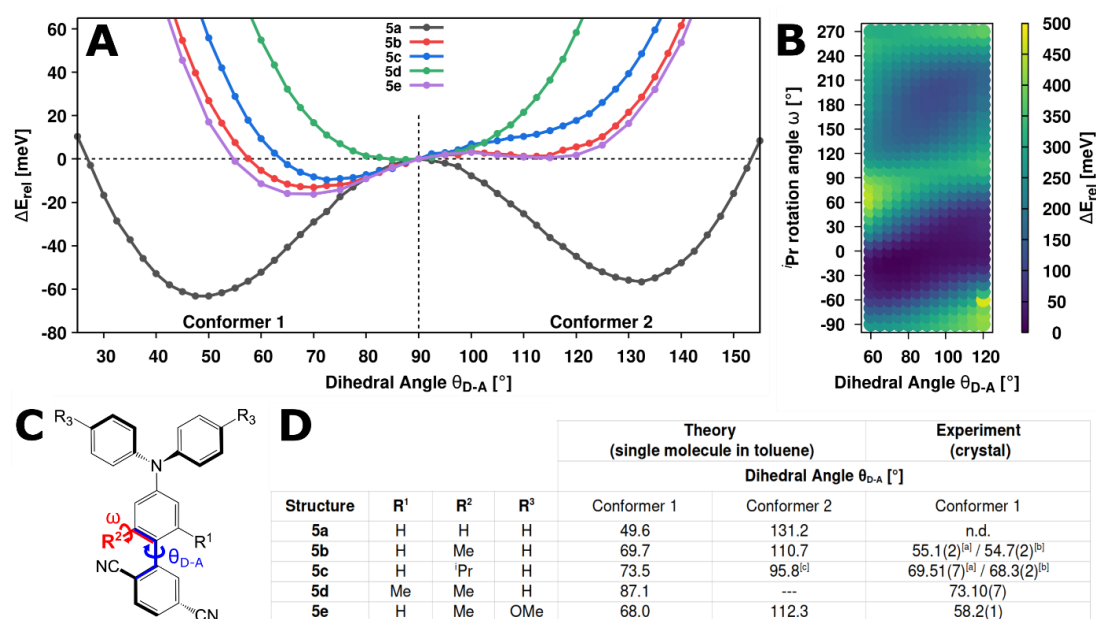 A
5a
5b
5c
5d
5e
60
40
20
0
-20
-40
-60
-80
ΔErel [meV]
Conformer 1
Conformer 2
30 40 50 60 70 80 90 100 110 120 130 140 150
Dihedral Angle θD-A [°]
B
270
240
210
180
150
120
90
60
30
0
-30
-60
-90
iPr rotation angle ω [°]
60 80 100 120
Dihedral Angle θD-A [°]
500
450
400
350
300
250
200
150
100
50
0
ΔErel [meV]
C
R3
R3
N
ω
R2
R1
θD-A
CN
CN
D
Theory
(single molecule in toluene)
Experiment
(crystal)
Dihedral Angle θD-A [°]
Structure R1 R2 R3 Conformer 1 Conformer 2 Conformer 1
5a H H H 49.6 131.2 n.d.
5b H Me H 69.7 110.7 55.1(2)[a] / 54.7(2)[b]
5c H iPr H 73.5 95.8[c] 69.51(7)[a] / 68.3(2)[b]
5d Me Me H 87.1 --- 73.10(7)
5e H Me OMe 68.0 112.3 58.2(1)